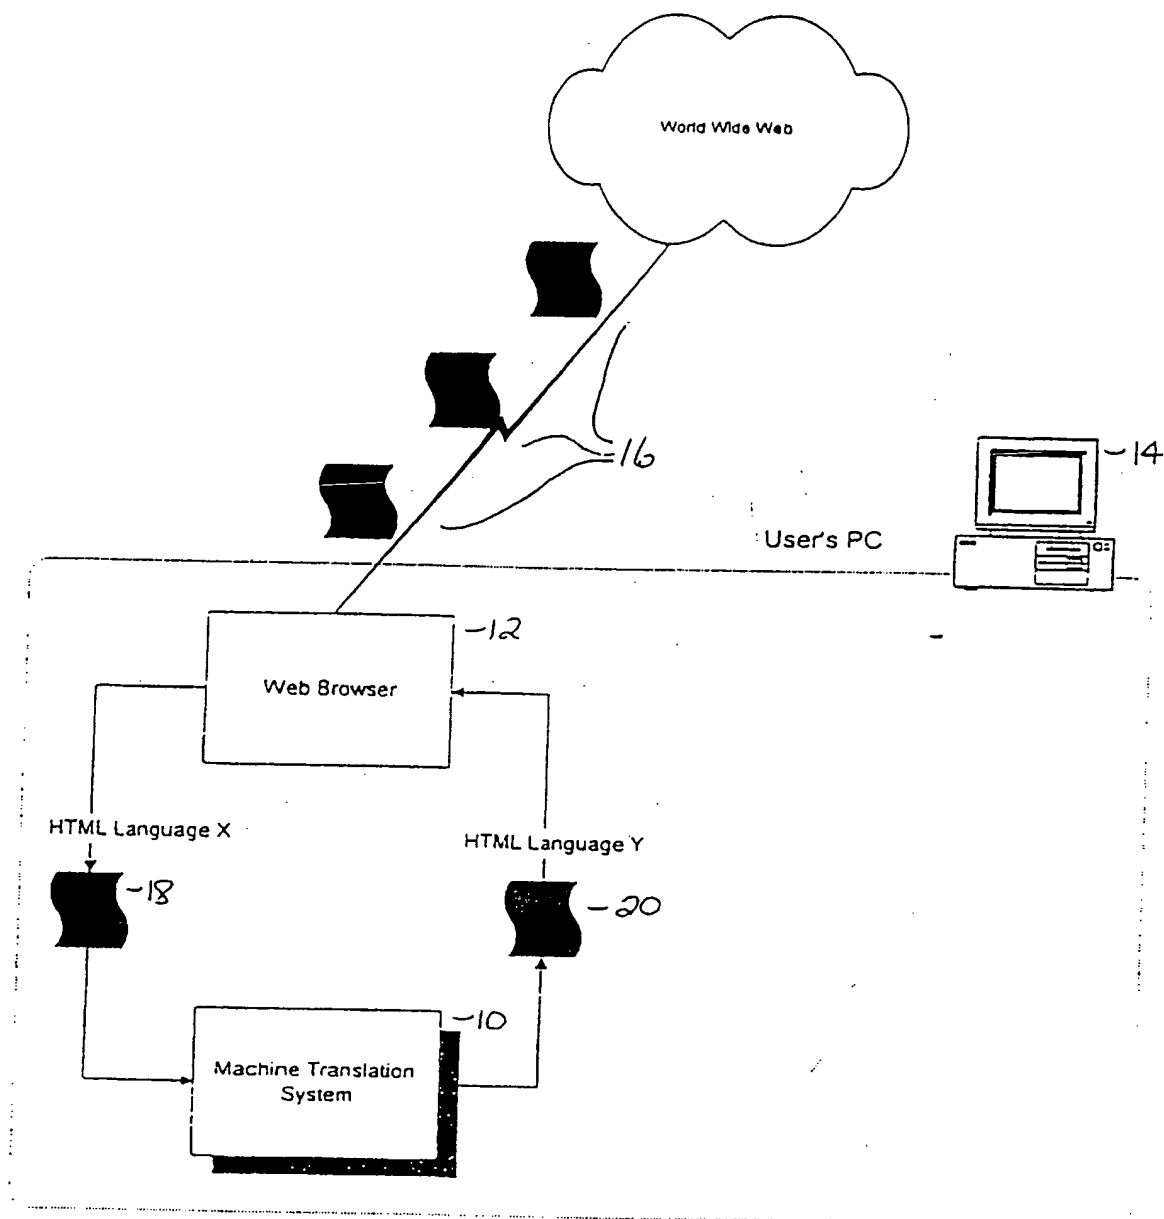 World Wide Web
16
14
User's PC
12
Web Browser
HTML Language X
HTML Language Y
18
20
10
Machine Translation
System